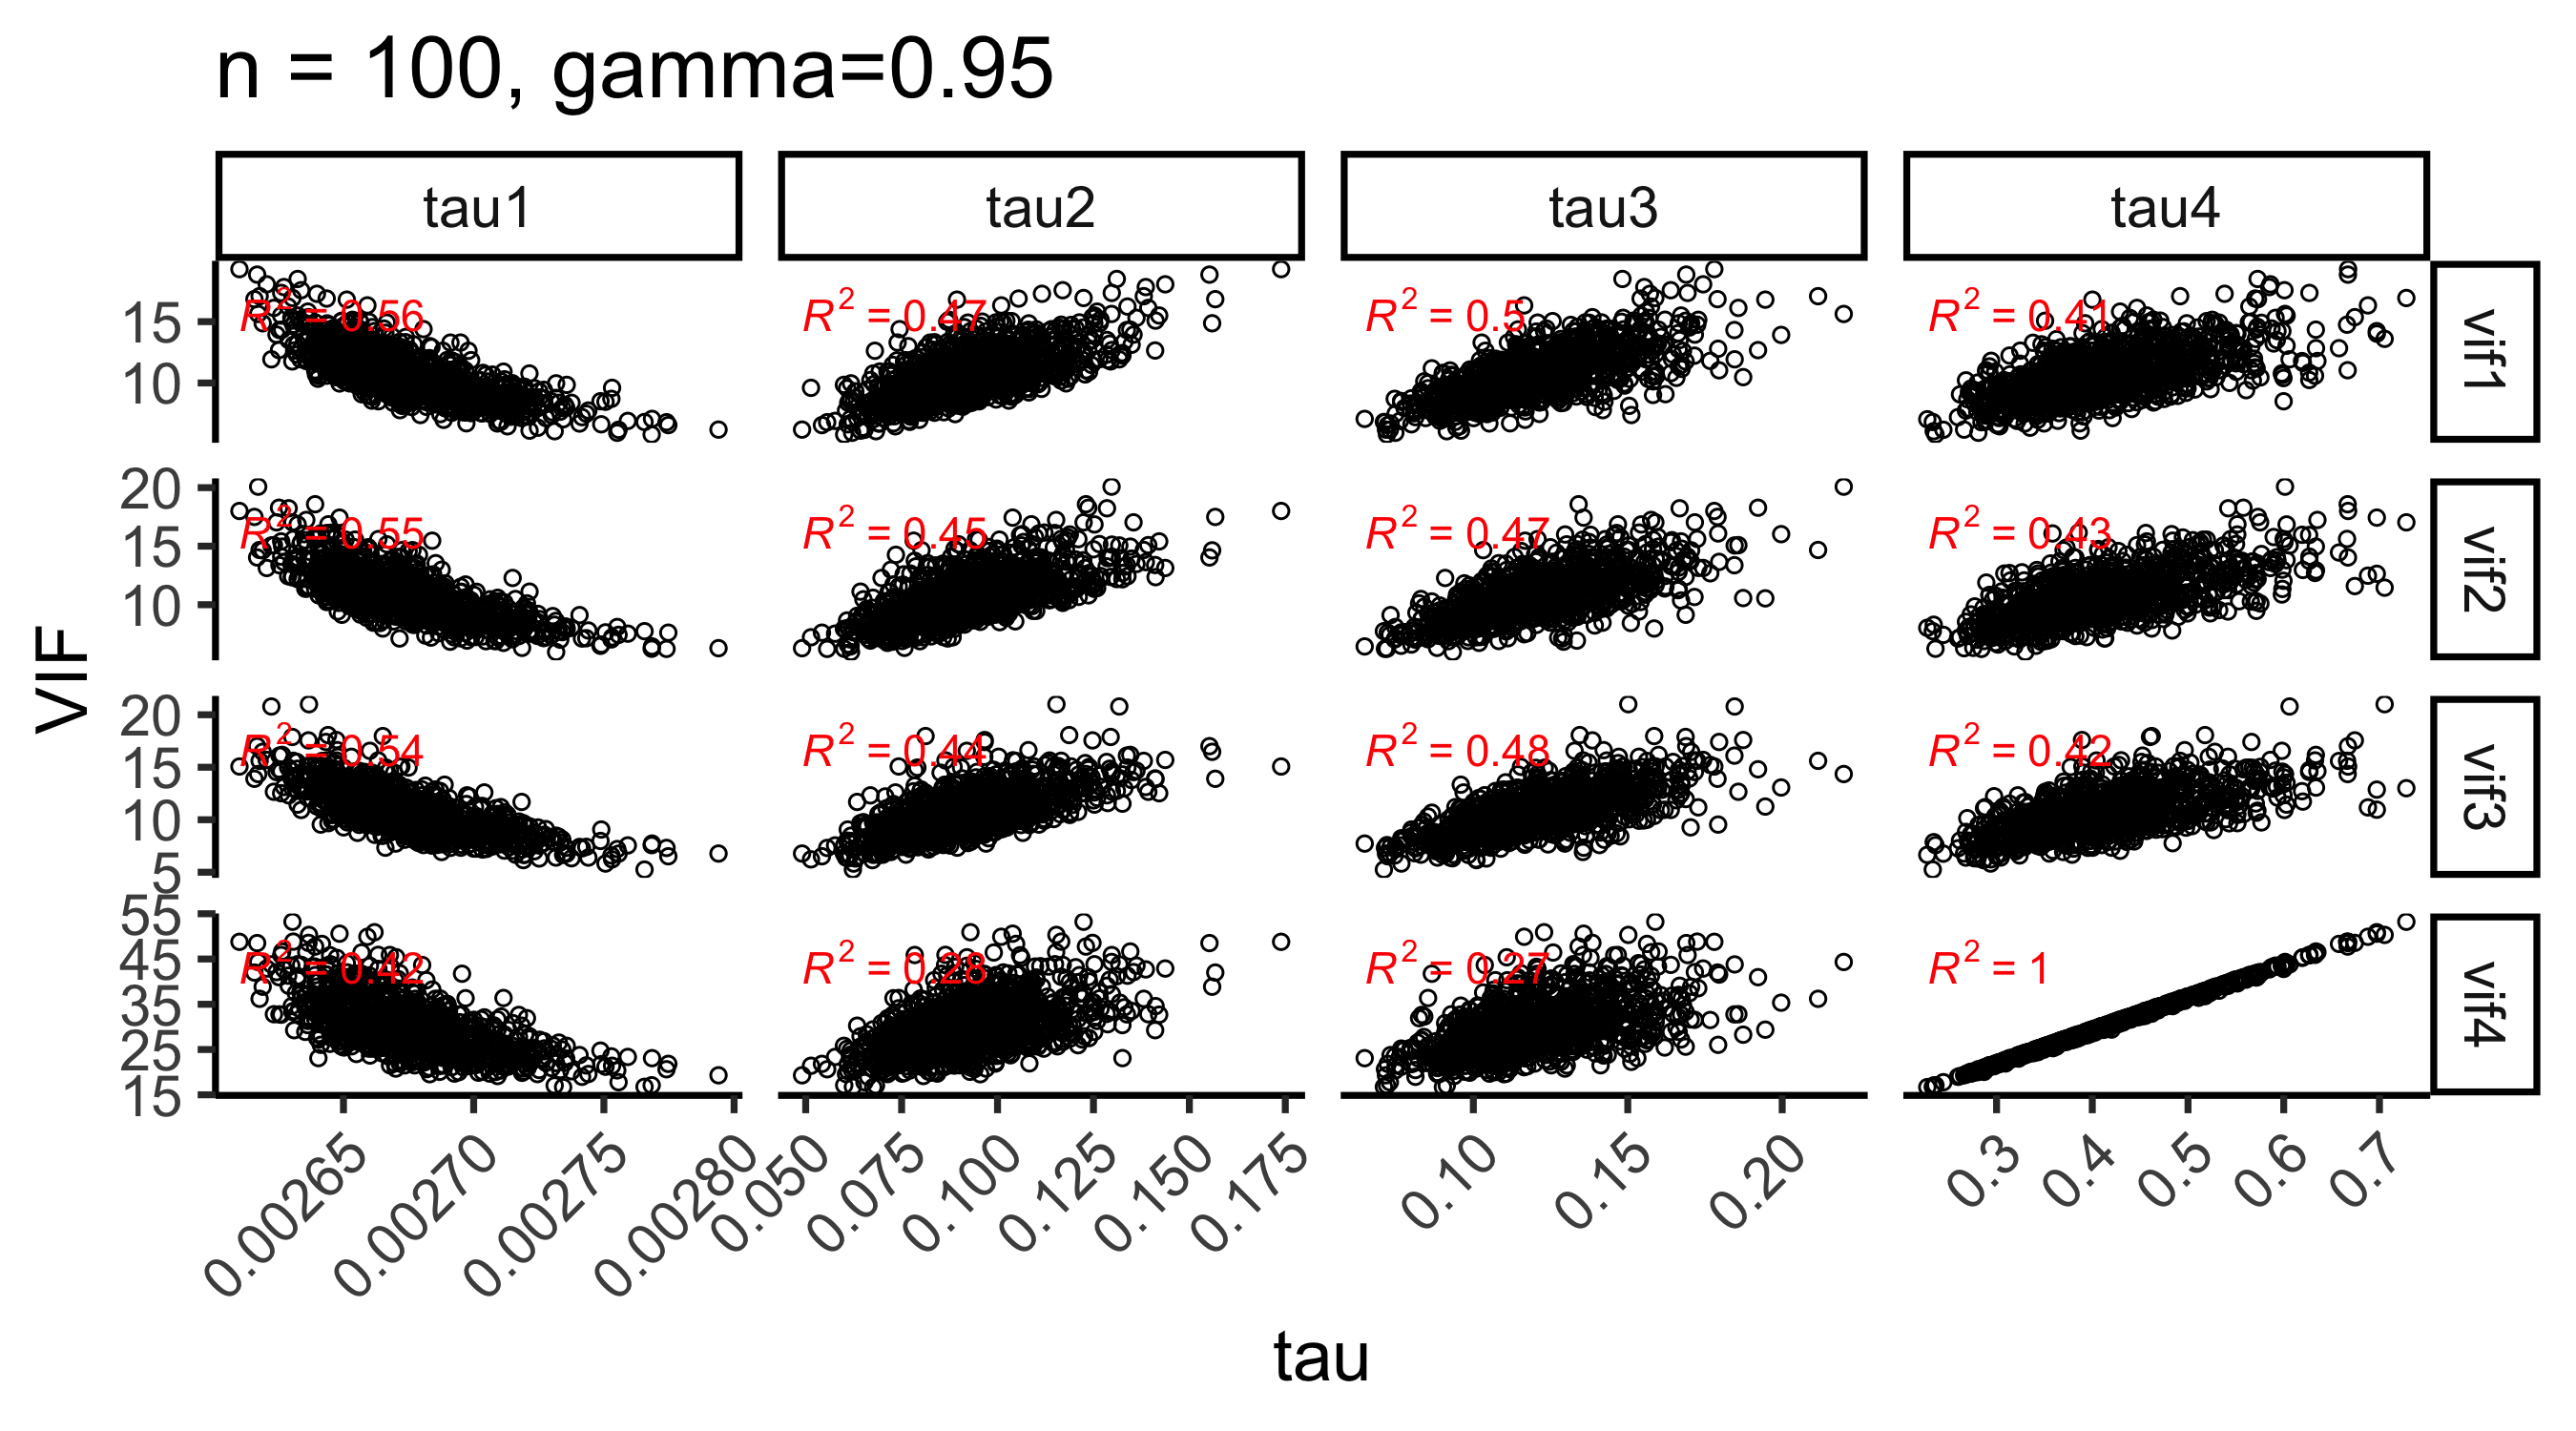 n = 100, gamma=0.95
tau1 tau2 tau3 tau4
15
10
R² = 0.56 R² = 0.47 R² = 0.5 R² = 0.41
vif1
20
15
10
R² = 0.55 R² = 0.45 R² = 0.47 R² = 0.43
vif2
VIF
20
15
10
5
R² = 0.54 R² = 0.44 R² = 0.48 R² = 0.42
vif3
55
45
35
25
15
R² = 0.42 R² = 0.28 R² = 0.27 R² = 1
vif4
0.00265 0.00270 0.00275 0.00280 0.050 0.075 0.100 0.125 0.150 0.175 0.10 0.15 0.20 0.3 0.4 0.5 0.6 0.7
tau